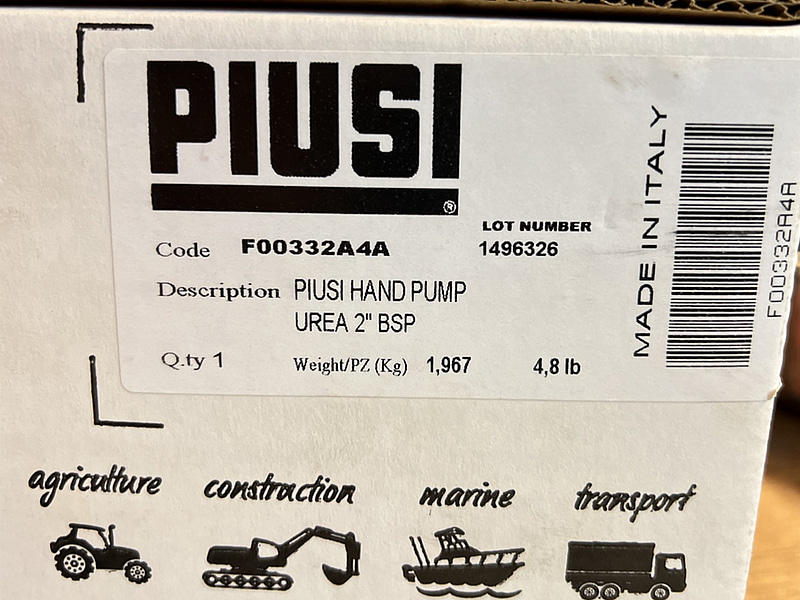 PIUSI
®
LOT NUMBER
Code F00332A4A 1496326
Description PIUSI HAND PUMP
UREA 2" BSP
Q.ty 1 Weight/PZ (Kg) 1,967 4,8 lb
MADE IN ITALY
F00332A4A
agriculture construction marine transport